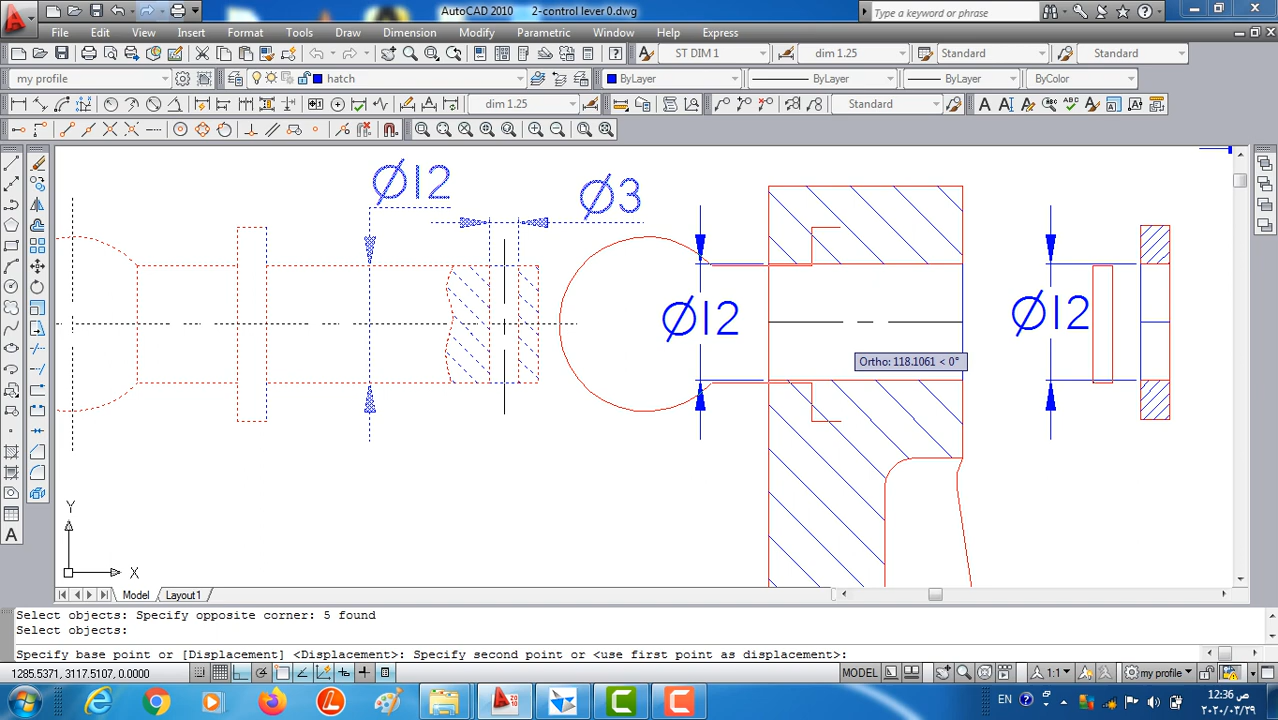 AutoCAD 2010 2-control lever 0.dwg
Type a keyword or phrase
File Edit View Insert Format Tools Draw Dimension Modify Parametric Window Help Express
ST DIM 1 dim 1.25 Standard Standard
my profile hatch ByLayer ByLayer ByLayer ByColor
dim 1.25 Standard
Ø12 Ø3
Ø12 Ø12
Ortho: 118.1061 < 0°
Y
X
Model Layout1
Select objects: Specify opposite corner: 5 found
Select objects:
Specify base point or [Displacement] <Displacement>: Specify second point or <use first point as displacement>:
1285.5371, 3117.5107, 0.0000 MODEL 1:1 my profile
EN ص 12:36
٢٠٢٠/٠٣/٢٩